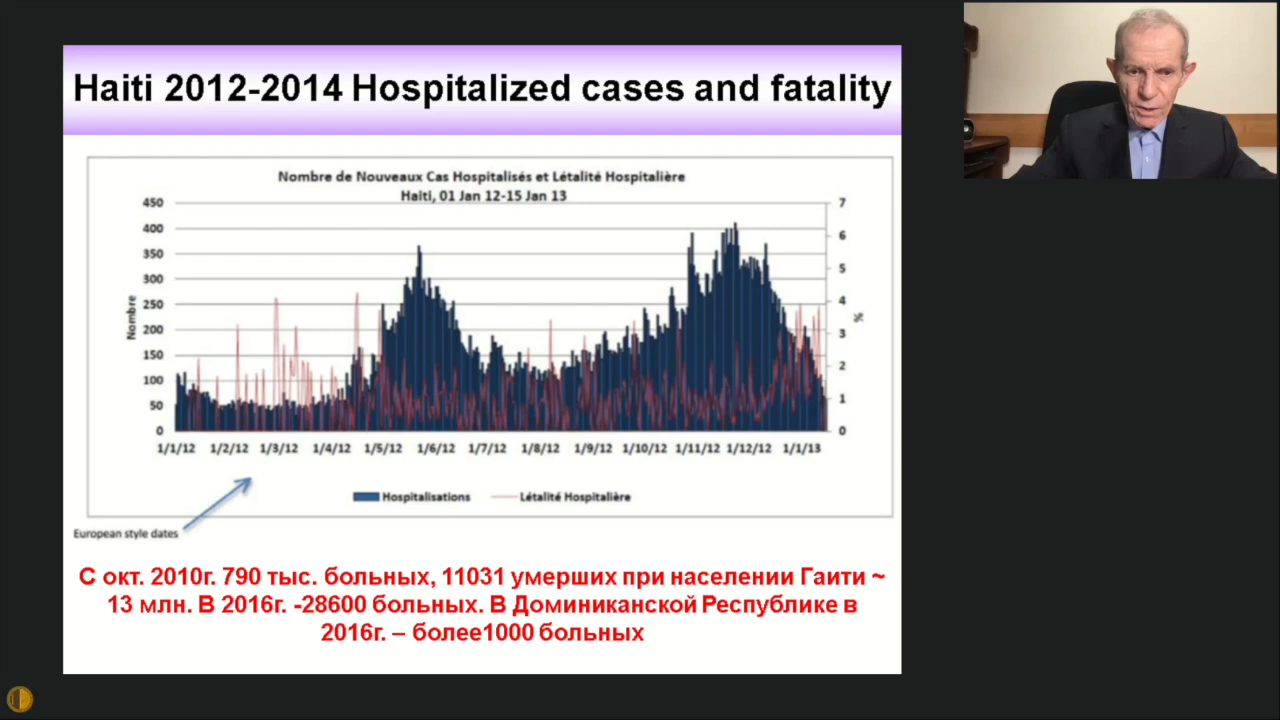 Haiti 2012-2014 Hospitalized cases and fatality
Nombre de Nouveaux Cas Hospitalisés et Létalité Hospitalière
Haïti, 01 Jan 12-15 Jan 13
450
400
350
300
250
200
150
100
50
0
Nombre
7
6
5
4
3
2
1
0
%
1/1/12 1/2/12 1/3/12 1/4/12 1/5/12 1/6/12 1/7/12 1/8/12 1/9/12 1/10/12 1/11/12 1/12/12 1/1/13
Hospitalisations Létalité Hospitalière
European style dates
С окт. 2010г. 790 тыс. больных, 11031 умерших при населении Гаити ~
13 млн. В 2016г. -28600 больных. В Доминиканской Республике в
2016г. – более1000 больных